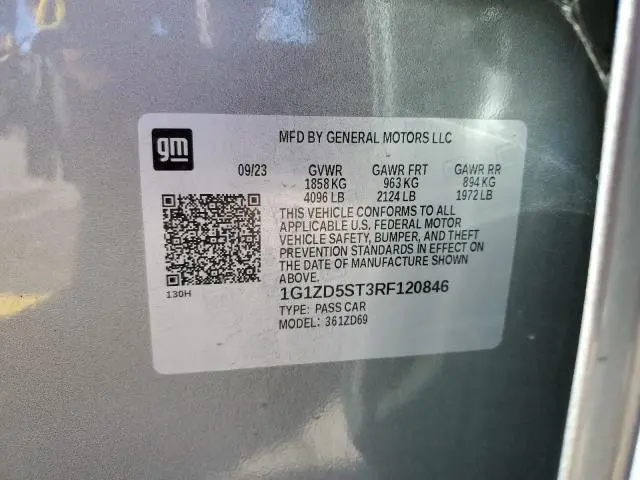 gm
MFD BY GENERAL MOTORS LLC
09/23 GVWR GAWR FRT GAWR RR
1858 KG 963 KG 894 KG
4096 LB 2124 LB 1972 LB
THIS VEHICLE CONFORMS TO ALL
APPLICABLE U.S. FEDERAL MOTOR
VEHICLE SAFETY, BUMPER, AND THEFT
PREVENTION STANDARDS IN EFFECT ON
THE DATE OF MANUFACTURE SHOWN
ABOVE.
130H
1G1ZD5ST3RF120846
TYPE: PASS CAR
MODEL: 361ZD69